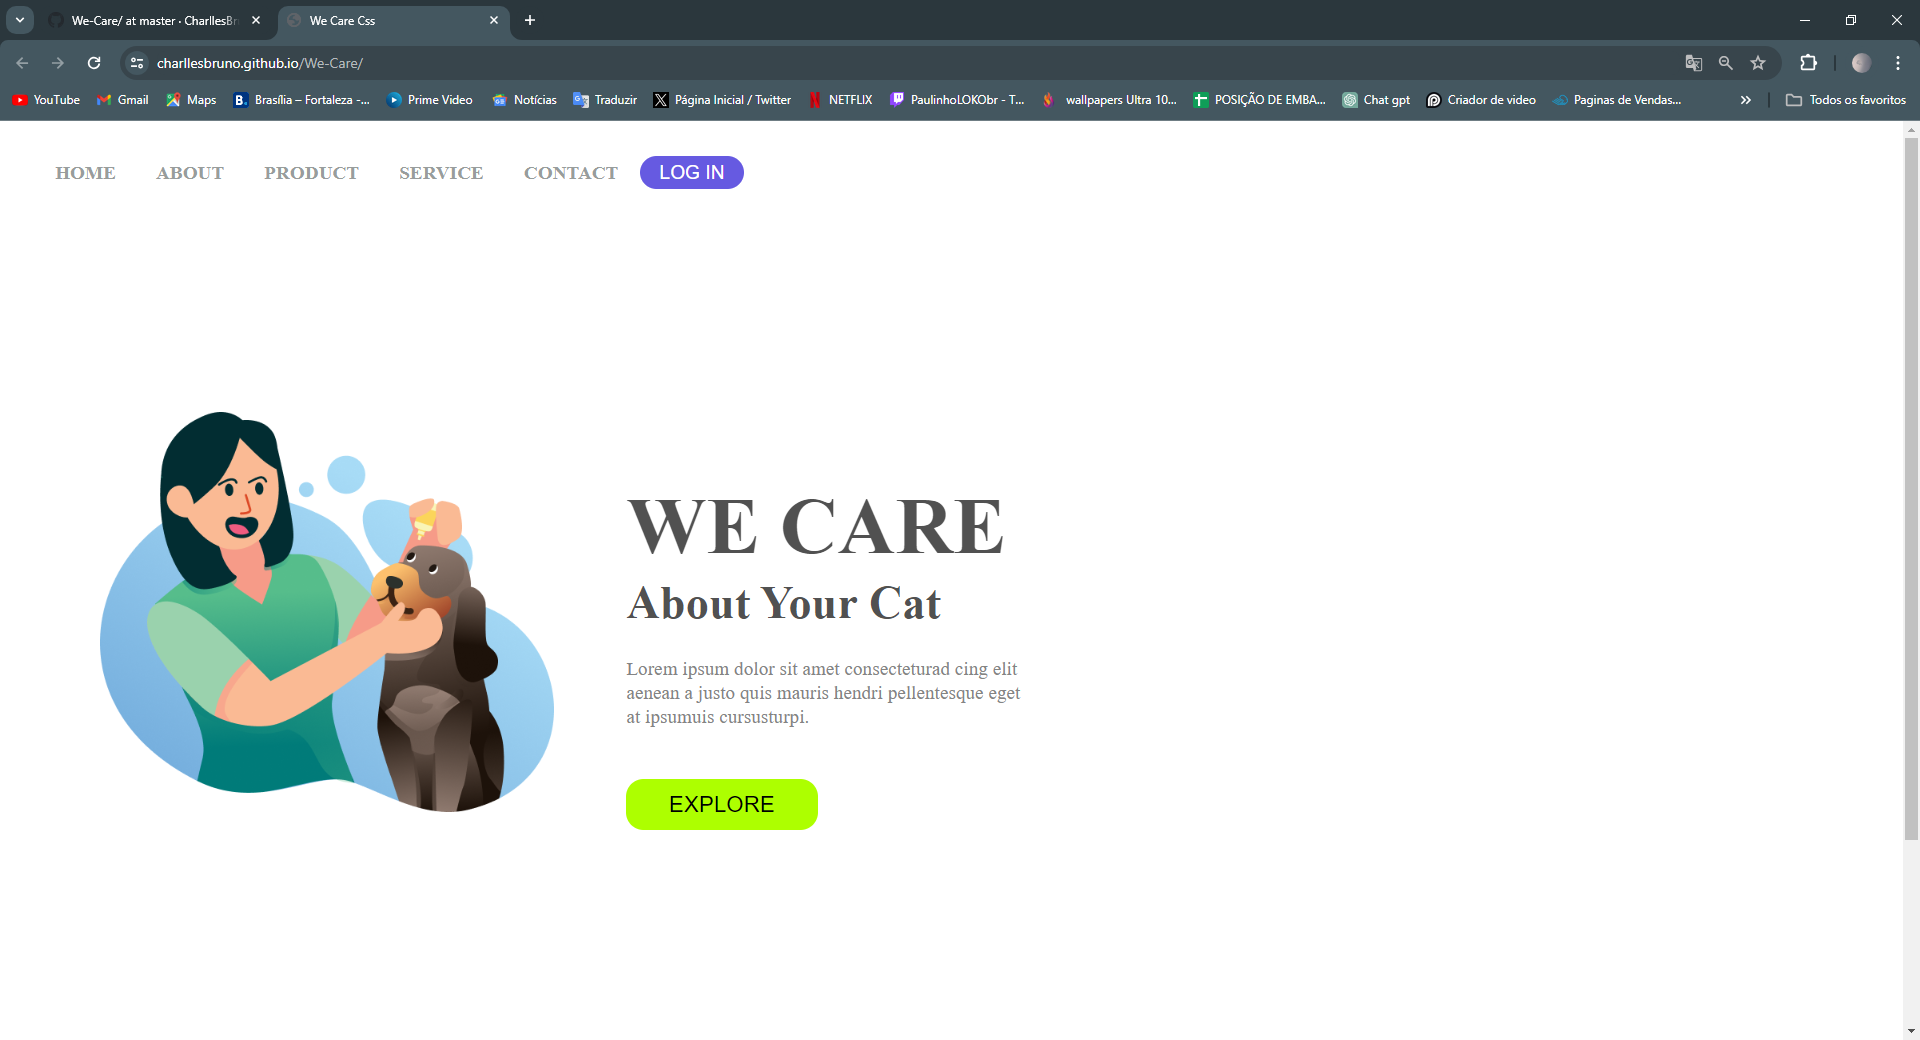 We-Care/ at master · CharllesBr
We Care Css
charllesbruno.github.io/We-Care/
YouTube Gmail Maps Brasília – Fortaleza -... Prime Video Notícias Traduzir Página Inicial / Twitter NETFLIX PaulinhoLOKObr - T... wallpapers Ultra 10... POSIÇÃO DE EMBA... Chat gpt Criador de video Paginas de Vendas... Todos os favoritos
HOME ABOUT PRODUCT SERVICE CONTACT LOG IN
WE CARE
About Your Cat
Lorem ipsum dolor sit amet consecteturad cing elit
aenean a justo quis mauris hendri pellentesque eget
at ipsumuis cursusturpi.
EXPLORE